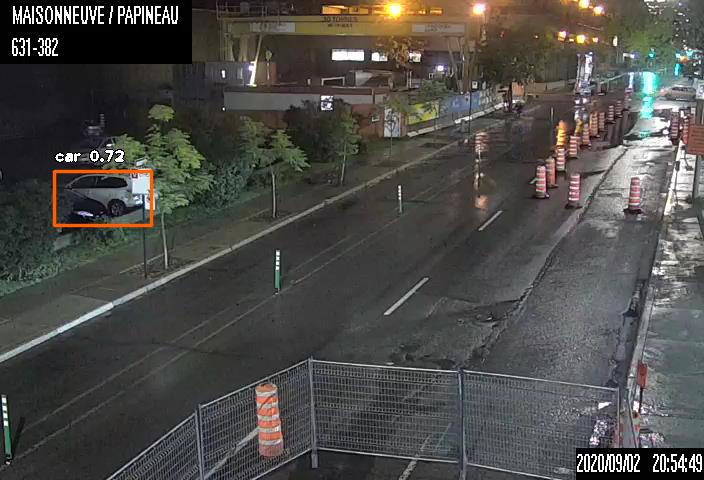 MAISONNEUVE / PAPINEAU
631-382
30 TONNES
car 0.72
2020/09/02 20:54:49